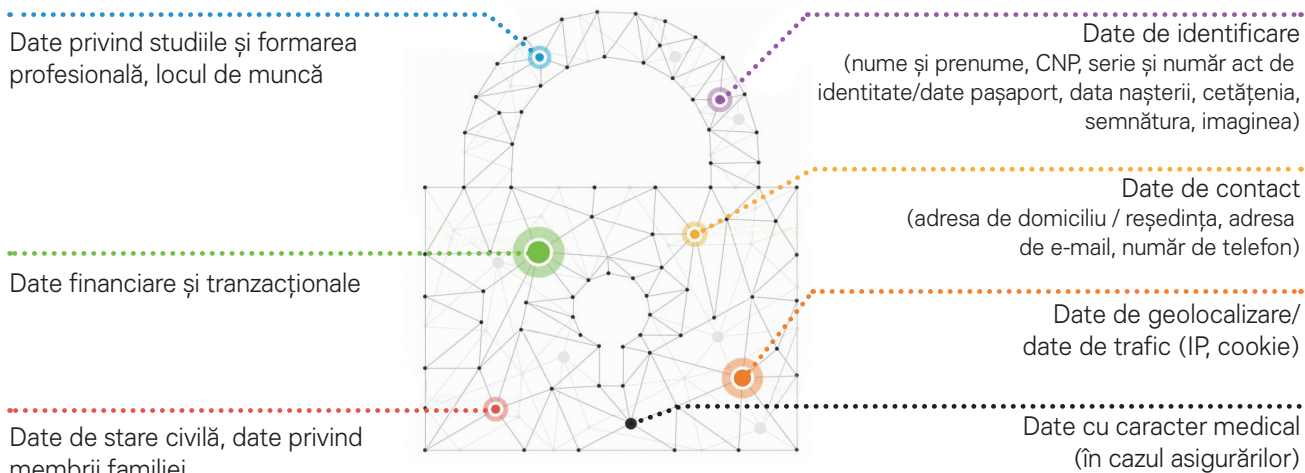 Date privind studiile și formarea
profesională, locul de muncă
Date financiare și tranzacționale
Date de stare civilă, date privind
membrii familiei
Date de identificare
(nume și prenume, CNP, serie și număr act de
identitate/date pașaport, data nașterii, cetățenia,
semnătura, imaginea)
Date de contact
(adresa de domiciliu / reședința, adresa
de e-mail, număr de telefon)
Date de geolocalizare/
date de trafic (IP, cookie)
Date cu caracter medical
(în cazul asigurărilor)